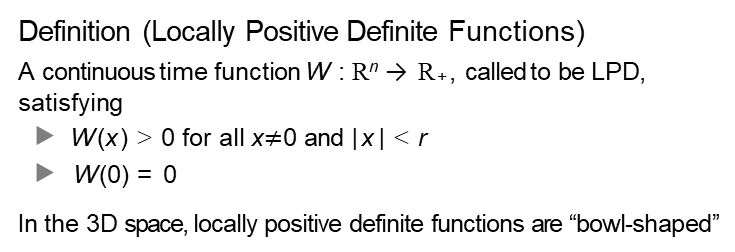 Definition (Locally Positive Definite Functions)
A continuous time function W : Rⁿ → R₊, called to be LPD,
satisfying
▶ W(x) > 0 for all x≠0 and |x| < r
▶ W(0) = 0
In the 3D space, locally positive definite functions are “bowl-shaped”